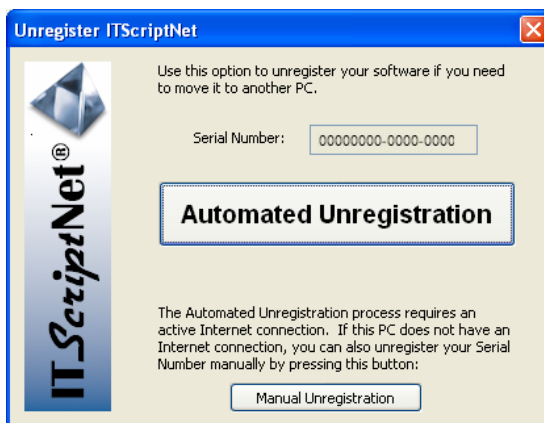 Unregister ITScriptNet
Use this option to unregister your software if you need
to move it to another PC.
Serial Number:
00000000-0000-0000
Automated Unregistration
The Automated Unregistration process requires an
active Internet connection. If this PC does not have an
Internet connection, you can also unregister your Serial
Number manually by pressing this button:
Manual Unregistration
ITScriptNet®